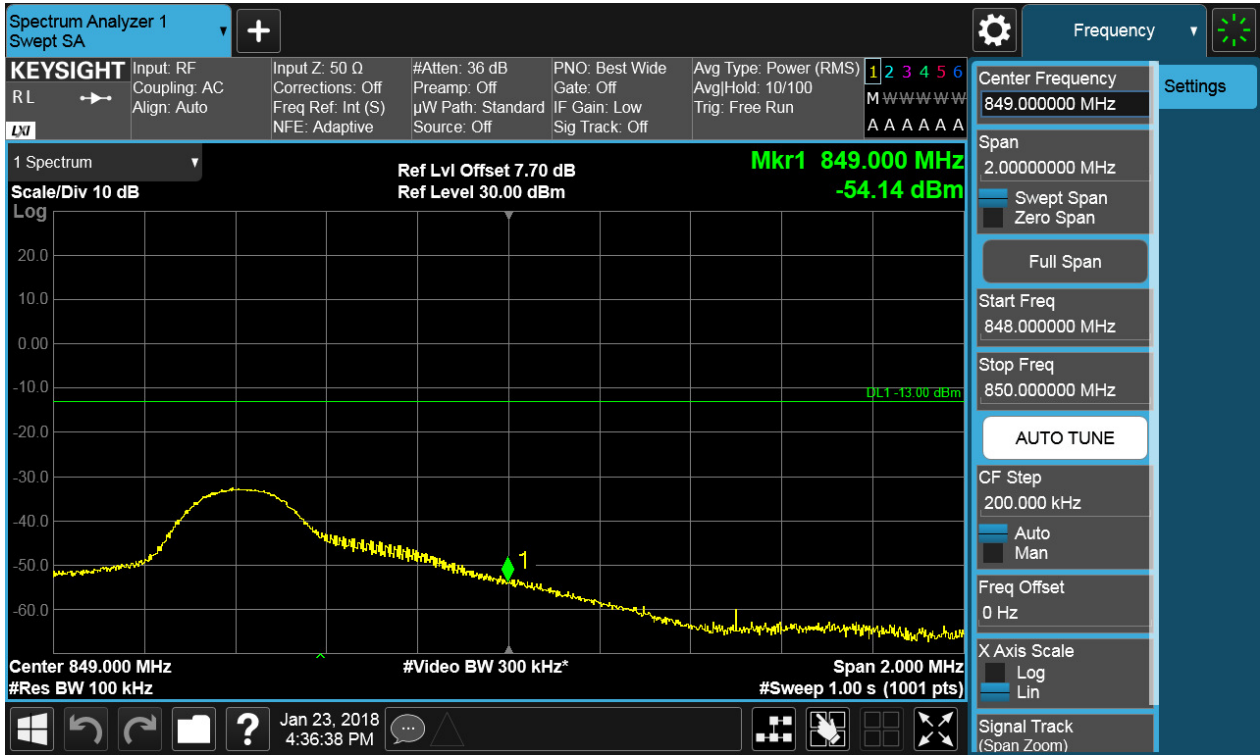 Spectrum Analyzer 1
Swept SA
+
Frequency
KEYSIGHT
RL
LXI
Input: RF
Coupling: AC
Align: Auto
Input Z: 50 Ω
Corrections: Off
Freq Ref: Int (S)
NFE: Adaptive
#Atten: 36 dB
Preamp: Off
µW Path: Standard
Source: Off
PNO: Best Wide
Gate: Off
IF Gain: Low
Sig Track: Off
Avg Type: Power (RMS)
Avg|Hold: 10/100
Trig: Free Run
1 2 3 4 5 6
M W W W W W
A A A A A A
1 Spectrum
Scale/Div 10 dB
Log
Ref Lvl Offset 7.70 dB
Ref Level 30.00 dBm
Mkr1 849.000 MHz
-54.14 dBm
20.0
10.0
0.00
-10.0
-20.0
-30.0
-40.0
-50.0
-60.0
DL1 -13.00 dBm
1
Center 849.000 MHz
#Res BW 100 kHz
#Video BW 300 kHz*
Span 2.000 MHz
#Sweep 1.00 s (1001 pts)
Center Frequency
849.000000 MHz
Settings
Span
2.00000000 MHz
Swept Span
Zero Span
Full Span
Start Freq
848.000000 MHz
Stop Freq
850.000000 MHz
AUTO TUNE
CF Step
200.000 kHz
Auto
Man
Freq Offset
0 Hz
X Axis Scale
Log
Lin
Signal Track
(Span Zoom)
?
Jan 23, 2018
4:36:38 PM